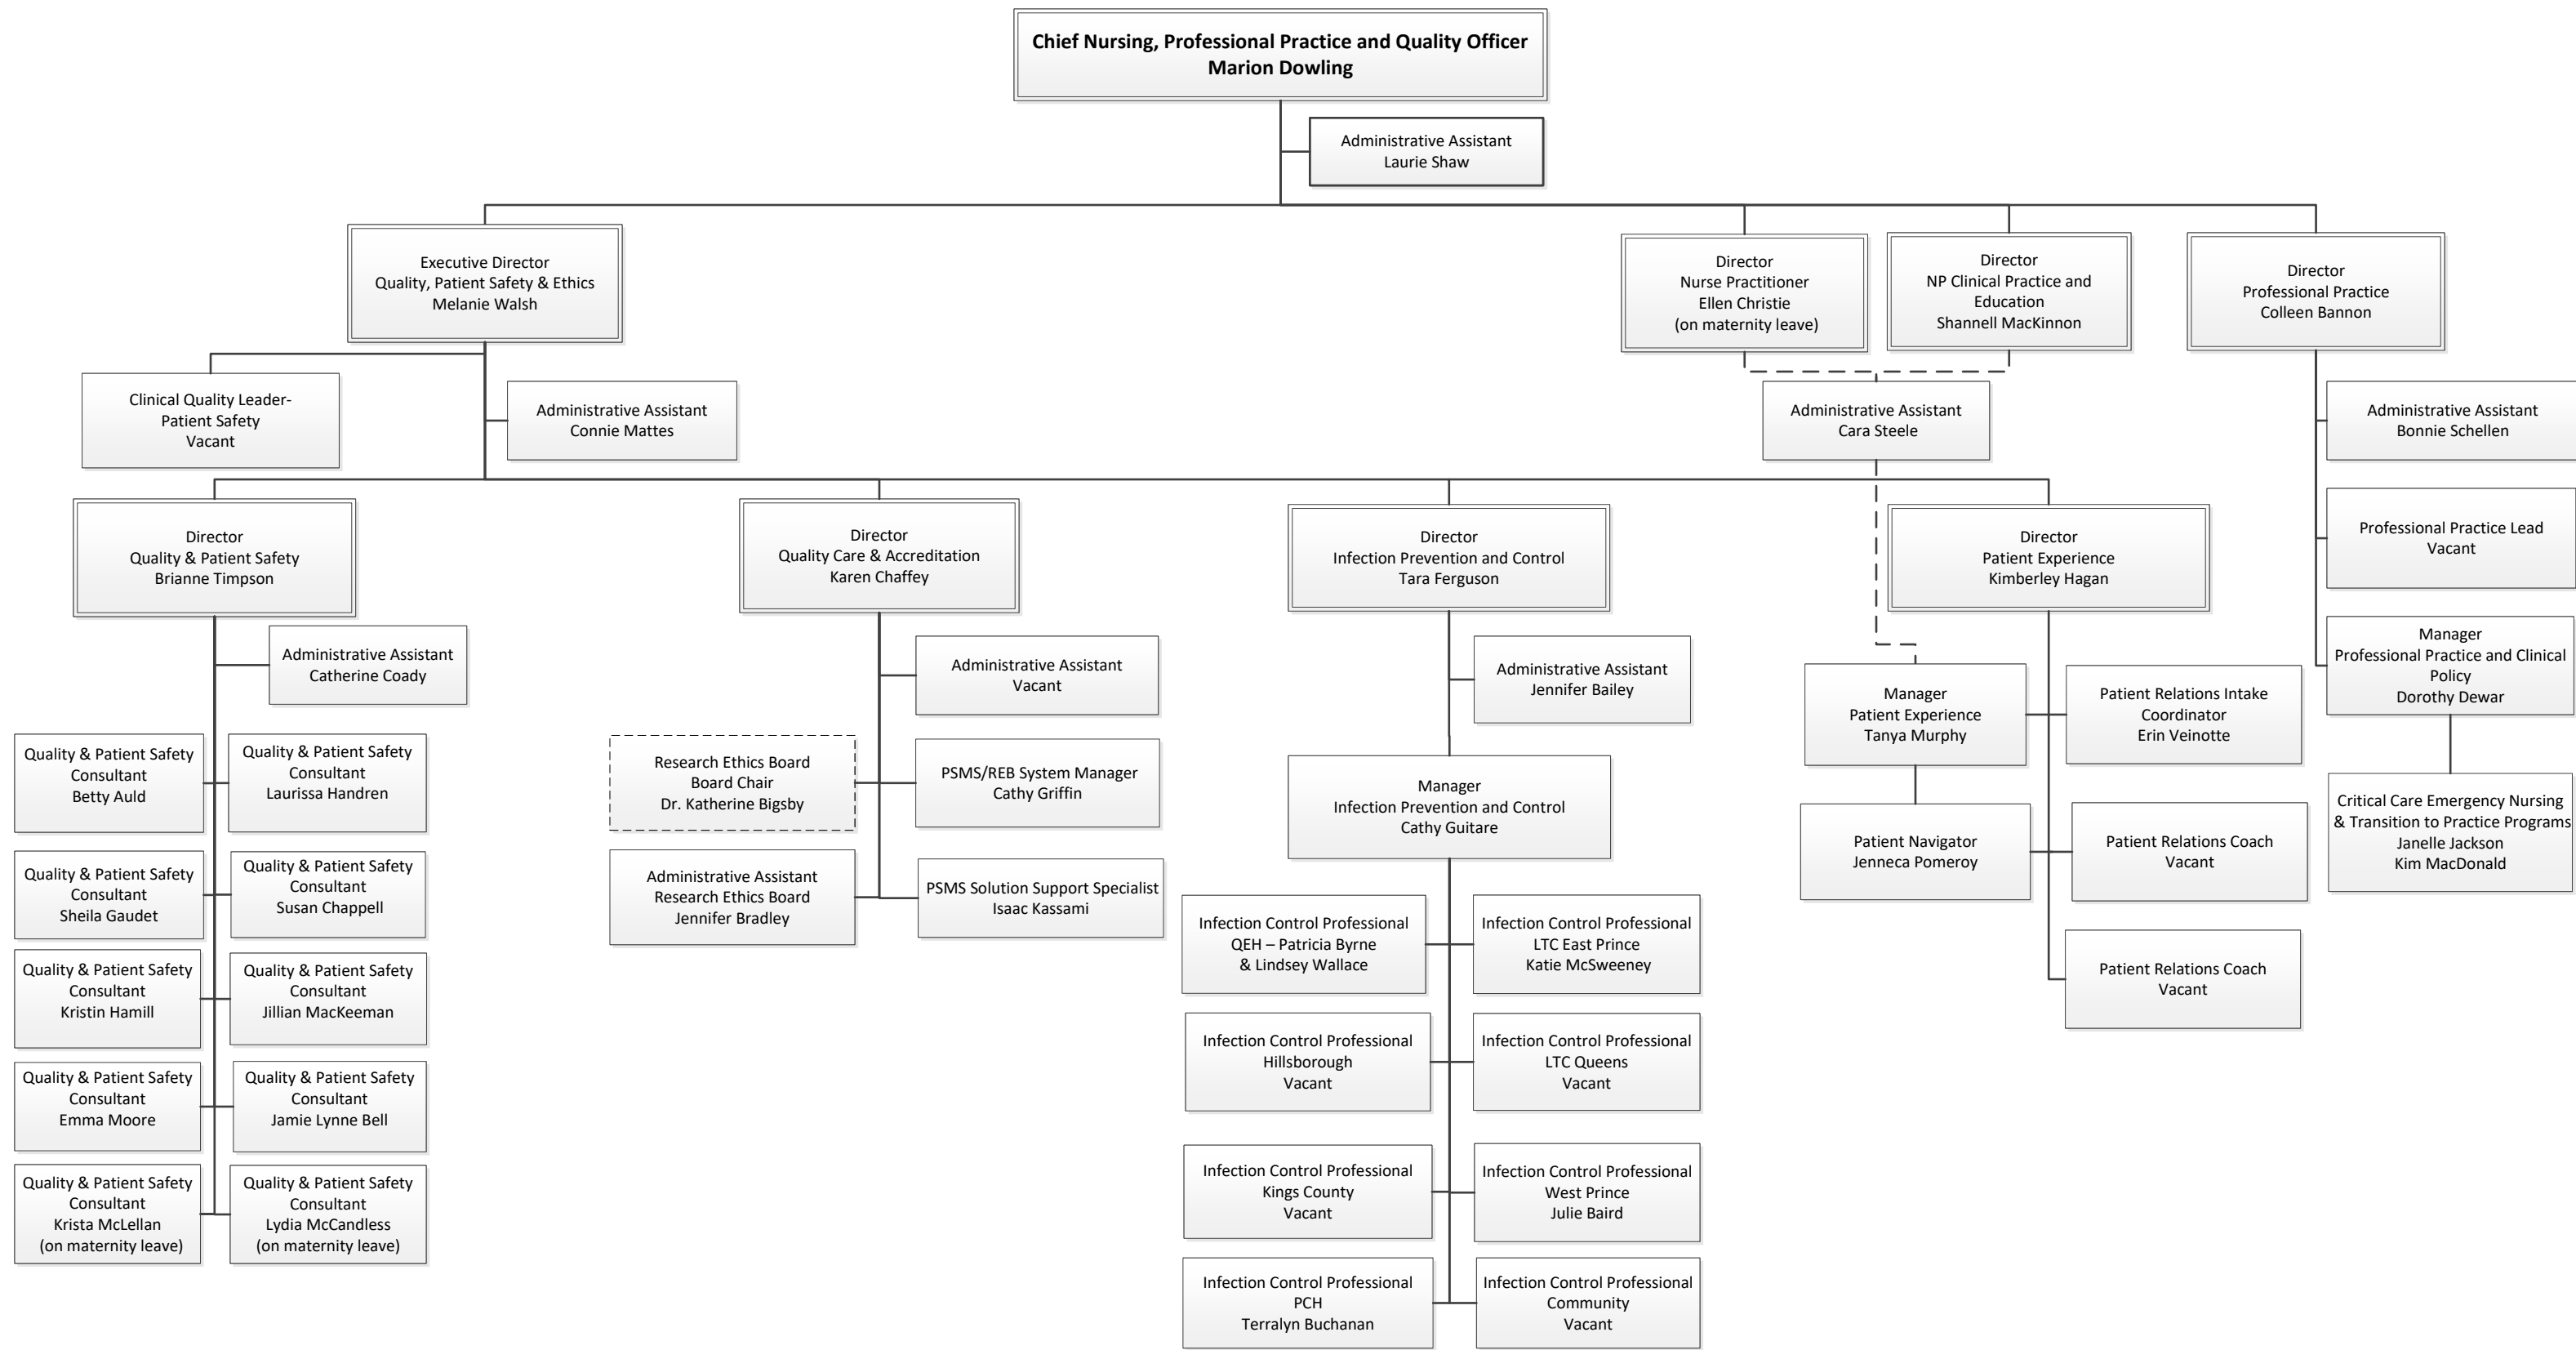 Chief Nursing, Professional Practice and Quality Officer
Marion Dowling
Administrative Assistant
Laurie Shaw
Executive Director
Quality, Patient Safety & Ethics
Melanie Walsh
Director
Nurse Practitioner
Ellen Christie
(on maternity leave)
Director
NP Clinical Practice and
Education
Shannell MacKinnon
Director
Professional Practice
Colleen Bannon
Clinical Quality Leader-
Patient Safety
Vacant
Administrative Assistant
Connie Mattes
Administrative Assistant
Cara Steele
Administrative Assistant
Bonnie Schellen
Professional Practice Lead
Vacant
Manager
Professional Practice and Clinical
Policy
Dorothy Dewar
Critical Care Emergency Nursing
& Transition to Practice Programs
Janelle Jackson
Kim MacDonald
Director
Quality & Patient Safety
Brianne Timpson
Administrative Assistant
Catherine Coady
Quality & Patient Safety
Consultant
Betty Auld
Quality & Patient Safety
Consultant
Laurissa Handren
Quality & Patient Safety
Consultant
Sheila Gaudet
Quality & Patient Safety
Consultant
Susan Chappell
Quality & Patient Safety
Consultant
Kristin Hamill
Quality & Patient Safety
Consultant
Jillian MacKeeman
Quality & Patient Safety
Consultant
Emma Moore
Quality & Patient Safety
Consultant
Jamie Lynne Bell
Quality & Patient Safety
Consultant
Krista McLellan
(on maternity leave)
Quality & Patient Safety
Consultant
Lydia McCandless
(on maternity leave)
Director
Quality Care & Accreditation
Karen Chaffey
Administrative Assistant
Vacant
Research Ethics Board
Board Chair
Dr. Katherine Bigsby
PSMS/REB System Manager
Cathy Griffin
Administrative Assistant
Research Ethics Board
Jennifer Bradley
PSMS Solution Support Specialist
Isaac Kassami
Director
Infection Prevention and Control
Tara Ferguson
Administrative Assistant
Jennifer Bailey
Manager
Infection Prevention and Control
Cathy Guitare
Infection Control Professional
QEH – Patricia Byrne
& Lindsey Wallace
Infection Control Professional
LTC East Prince
Katie McSweeney
Infection Control Professional
Hillsborough
Vacant
Infection Control Professional
LTC Queens
Vacant
Infection Control Professional
Kings County
Vacant
Infection Control Professional
West Prince
Julie Baird
Infection Control Professional
PCH
Terralyn Buchanan
Infection Control Professional
Community
Vacant
Director
Patient Experience
Kimberley Hagan
Manager
Patient Experience
Tanya Murphy
Patient Relations Intake
Coordinator
Erin Veinotte
Patient Navigator
Jenneca Pomeroy
Patient Relations Coach
Vacant
Patient Relations Coach
Vacant